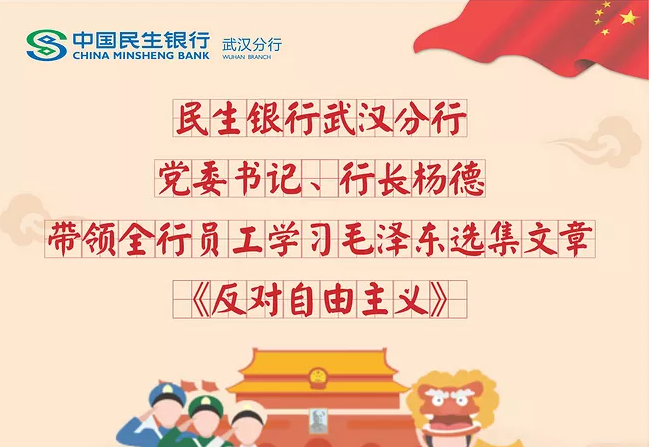 中国民生银行 武汉分行
CHINA MINSHENG BANK WUHAN BRANCH
民生银行武汉分行
党委书记、行长杨德
带领全行员工学习毛泽东选集文章
《反对自由主义》